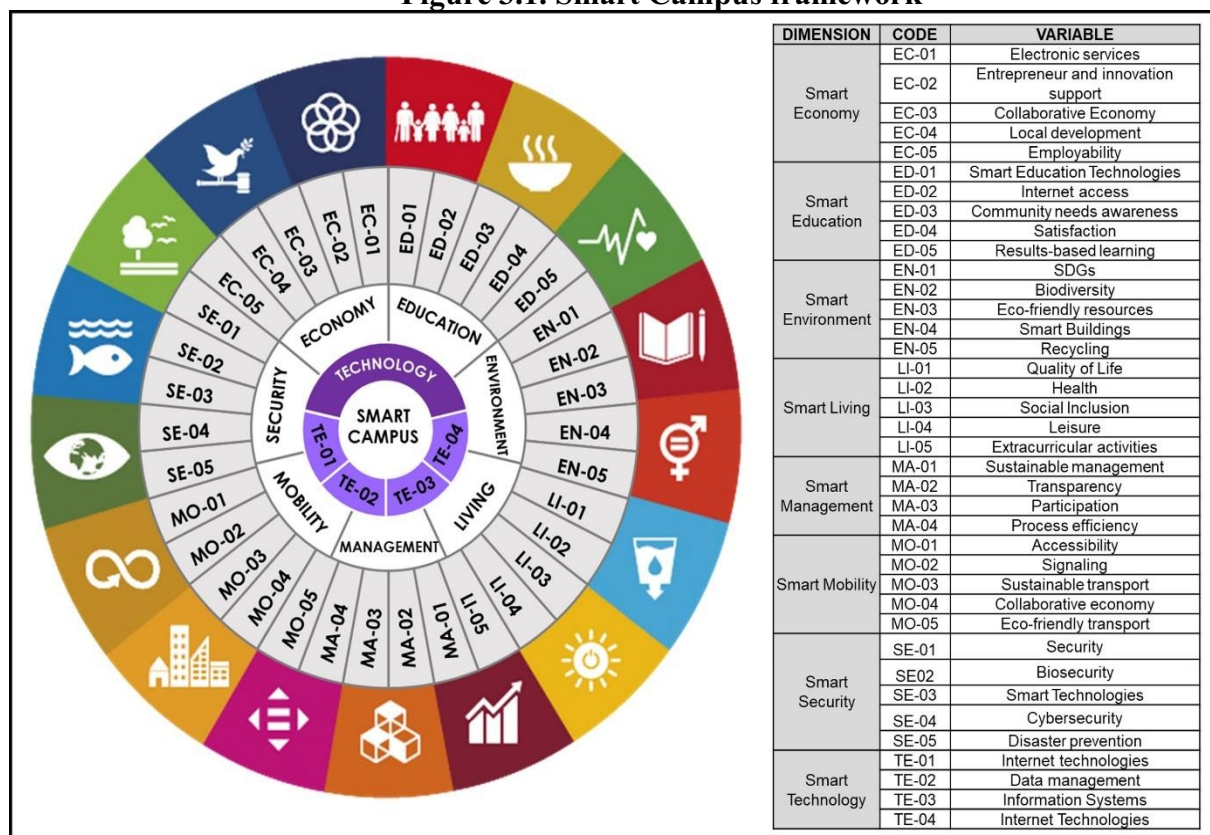 Figure 3.1. Smart Campus framework
EC-01
EC-02
EC-03
EC-04
EC-05
ED-01
ED-02
ED-03
ED-04
ED-05
EN-01
EN-02
EN-03
EN-04
EN-05
LI-01
LI-02
LI-03
LI-04
LI-05
MA-01
MA-02
MA-03
MA-04
MO-05
MO-04
MO-03
MO-02
MO-01
SE-05
SE-04
SE-03
SE-02
SE-01
ECONOMY
EDUCATION
ENVIRONMENT
LIVING
MANAGEMENT
MOBILITY
SECURITY
TECHNOLOGY
SMART
CAMPUS
TE-01
TE-02
TE-03
TE-04
DIMENSION CODE VARIABLE
Smart
Economy
EC-01 Electronic services
EC-02 Entrepreneur and innovation
support
EC-03 Collaborative Economy
EC-04 Local development
EC-05 Employability
Smart
Education
ED-01 Smart Education Technologies
ED-02 Internet access
ED-03 Community needs awareness
ED-04 Satisfaction
ED-05 Results-based learning
Smart
Environment
EN-01 SDGs
EN-02 Biodiversity
EN-03 Eco-friendly resources
EN-04 Smart Buildings
EN-05 Recycling
Smart Living
LI-01 Quality of Life
LI-02 Health
LI-03 Social Inclusion
LI-04 Leisure
LI-05 Extracurricular activities
Smart
Management
MA-01 Sustainable management
MA-02 Transparency
MA-03 Participation
MA-04 Process efficiency
Smart Mobility
MO-01 Accessibility
MO-02 Signaling
MO-03 Sustainable transport
MO-04 Collaborative economy
MO-05 Eco-friendly transport
Smart
Security
SE-01 Security
SE02 Biosecurity
SE-03 Smart Technologies
SE-04 Cybersecurity
SE-05 Disaster prevention
Smart
Technology
TE-01 Internet technologies
TE-02 Data management
TE-03 Information Systems
TE-04 Internet Technologies